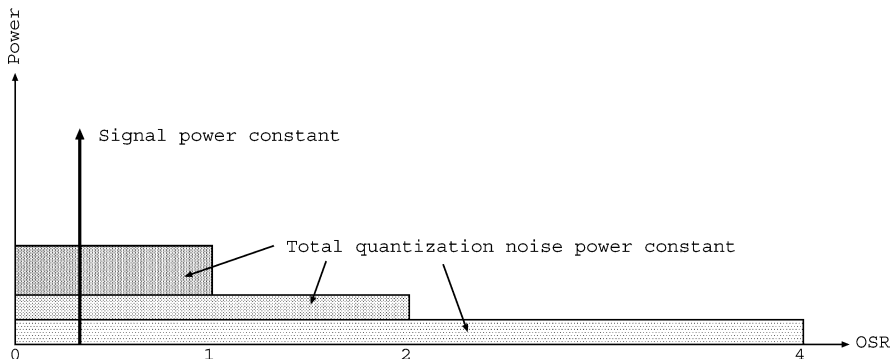 Power
Signal power constant
Total quantization noise power constant
OSR
0 1 2 4